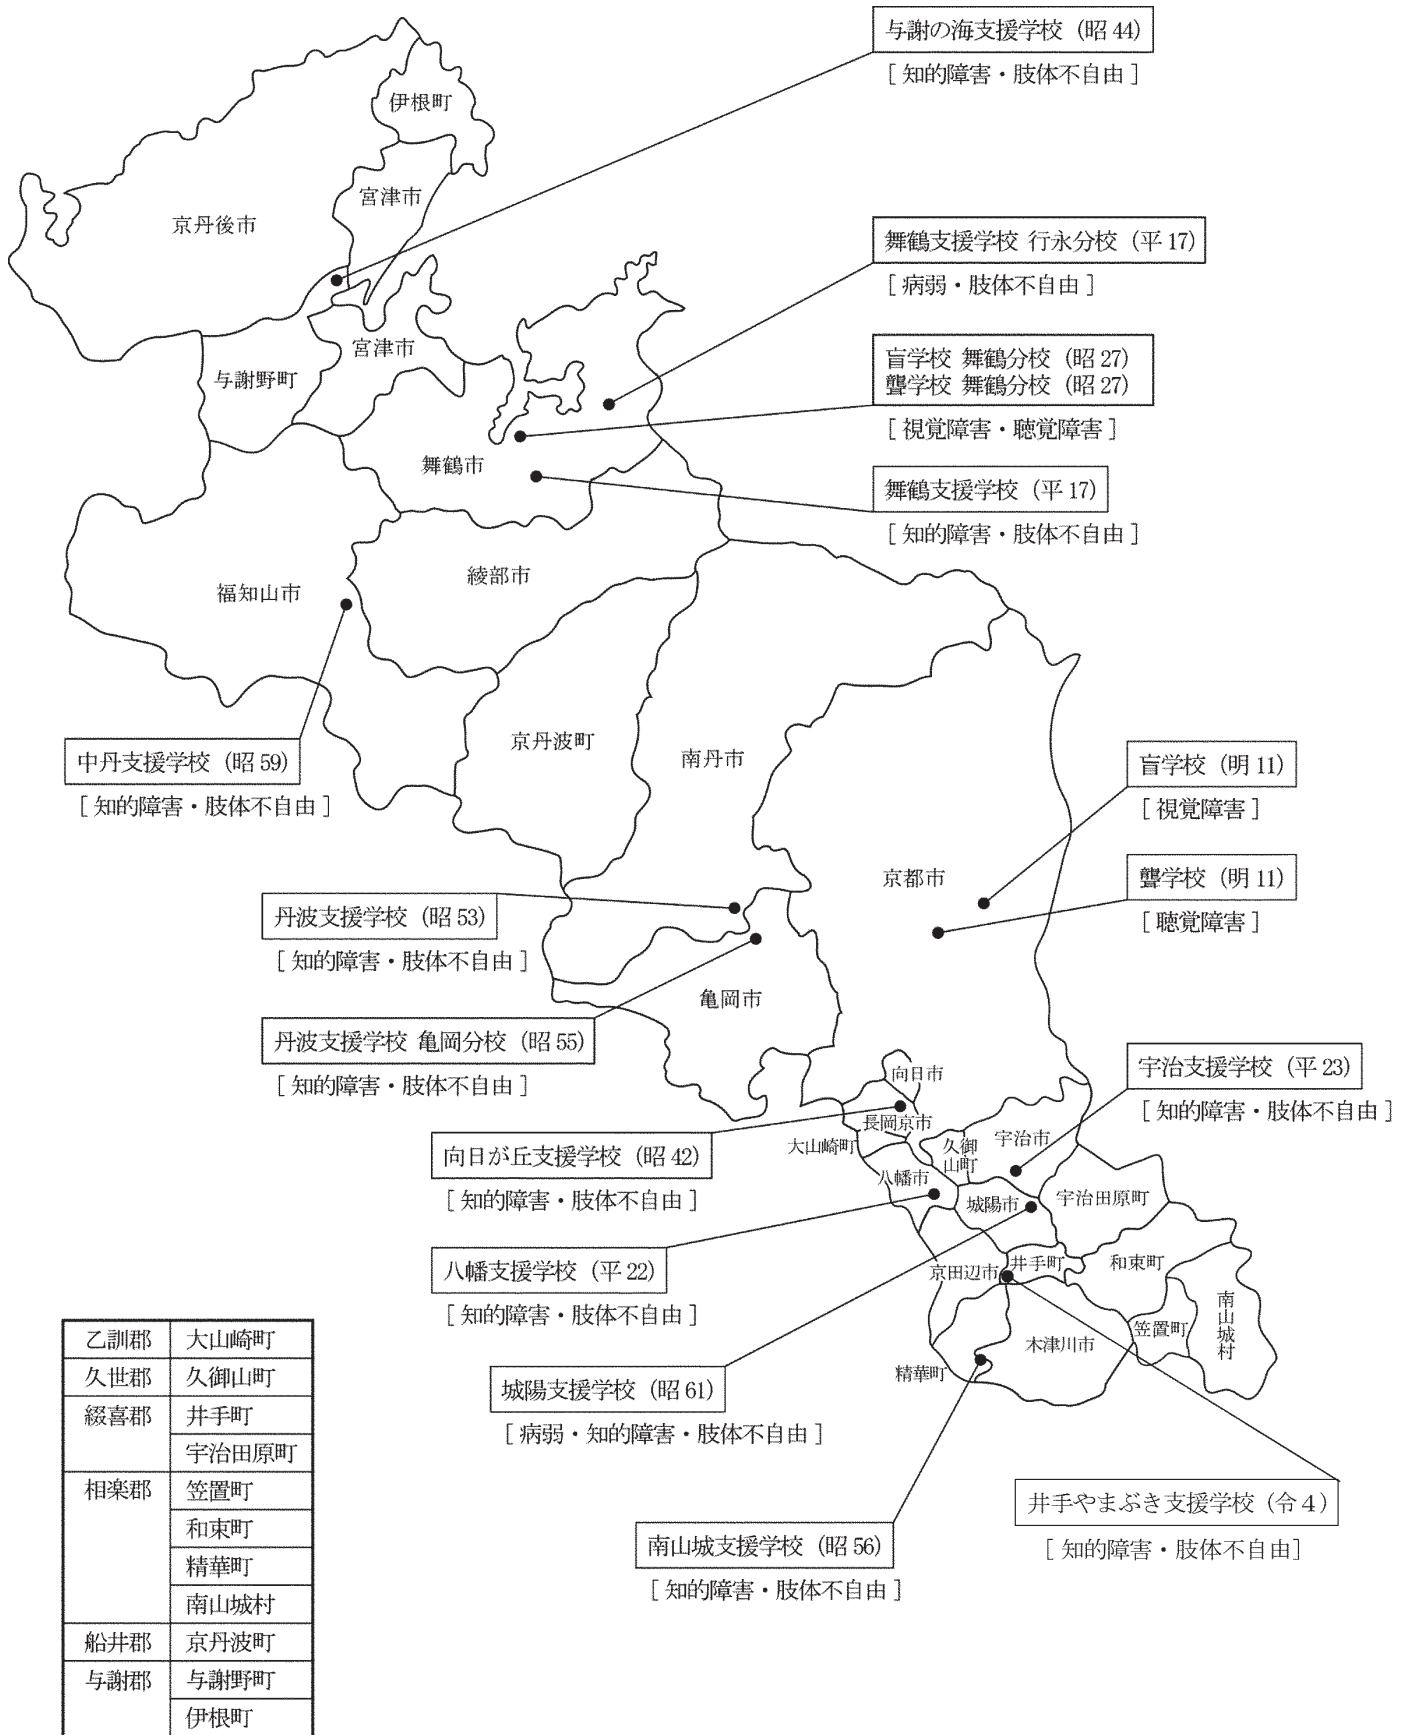 与謝の海支援学校（昭 44）
［ 知的障害・肢体不自由 ］
伊根町
宮津市
京丹後市
舞鶴支援学校 行永分校（平 17）
［ 病弱・肢体不自由 ］
宮津市
与謝野町
盲学校 舞鶴分校（昭 27）
聾学校 舞鶴分校（昭 27）
［ 視覚障害・聴覚障害 ］
舞鶴市
舞鶴支援学校（平 17）
［ 知的障害・肢体不自由 ］
綾部市
福知山市
京丹波町
南丹市
中丹支援学校（昭 59）
［ 知的障害・肢体不自由 ］
盲学校（明 11）
［ 視覚障害 ］
京都市
聾学校（明 11）
［ 聴覚障害 ］
丹波支援学校（昭 53）
［ 知的障害・肢体不自由 ］
亀岡市
丹波支援学校 亀岡分校（昭 55）
［ 知的障害・肢体不自由 ］
向日市
宇治支援学校（平 23）
［ 知的障害・肢体不自由 ］
長岡京市
大山崎町
久御
山町
宇治市
向日が丘支援学校（昭 42）
［ 知的障害・肢体不自由 ］
八幡市
城陽市
宇治田原町
八幡支援学校（平 22）
［ 知的障害・肢体不自由 ］
京田辺市
井手町
和束町
笠置町
南山城村
木津川市
精華町
城陽支援学校（昭 61）
［ 病弱・知的障害・肢体不自由 ］
井手やまぶき支援学校（令 4）
［ 知的障害・肢体不自由］
南山城支援学校（昭 56）
［ 知的障害・肢体不自由 ］
乙訓郡 大山崎町
久世郡 久御山町
綴喜郡 井手町
宇治田原町
相楽郡 笠置町
和束町
精華町
南山城村
船井郡 京丹波町
与謝郡 与謝野町
伊根町